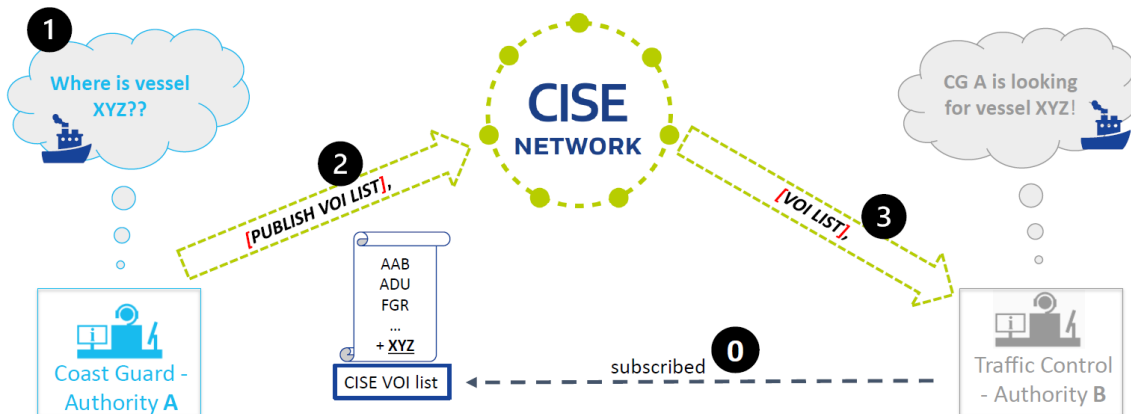 1
Where is vessel
XYZ??
CISE
NETWORK
CG A is looking
for vessel XYZ!
2
[PUBLISH VOI LIST],
3
[VOI LIST],
AAB
ADU
FGR
...
+ XYZ
CISE VOI list
subscribed
0
i
Coast Guard -
Authority A
i
Traffic Control
- Authority B